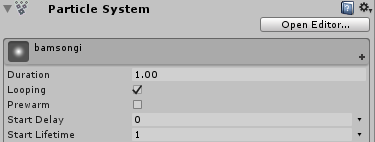 Particle System
Open Editor...
bamsongi
Duration 1.00
Looping
Prewarm
Start Delay 0
Start Lifetime 1